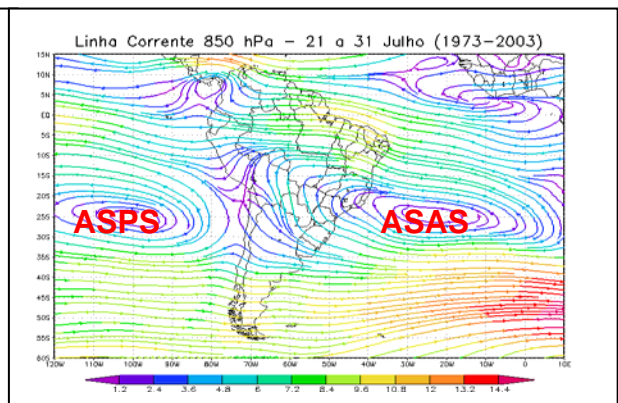 Linha Corrente 850 hPa - 21 a 31 Julho (1973-2003)
15N
10N
5N
EQ
5S
10S
15S
20S
25S
30S
35S
40S
45S
50S
55S
60S
ASPS
ASAS
120W 110W 100W 90W 80W 70W 60W 50W 40W 30W 20W 10W 0 10E
1.2 2.4 3.6 4.8 6 7.2 8.4 9.6 10.8 12 13.2 14.4